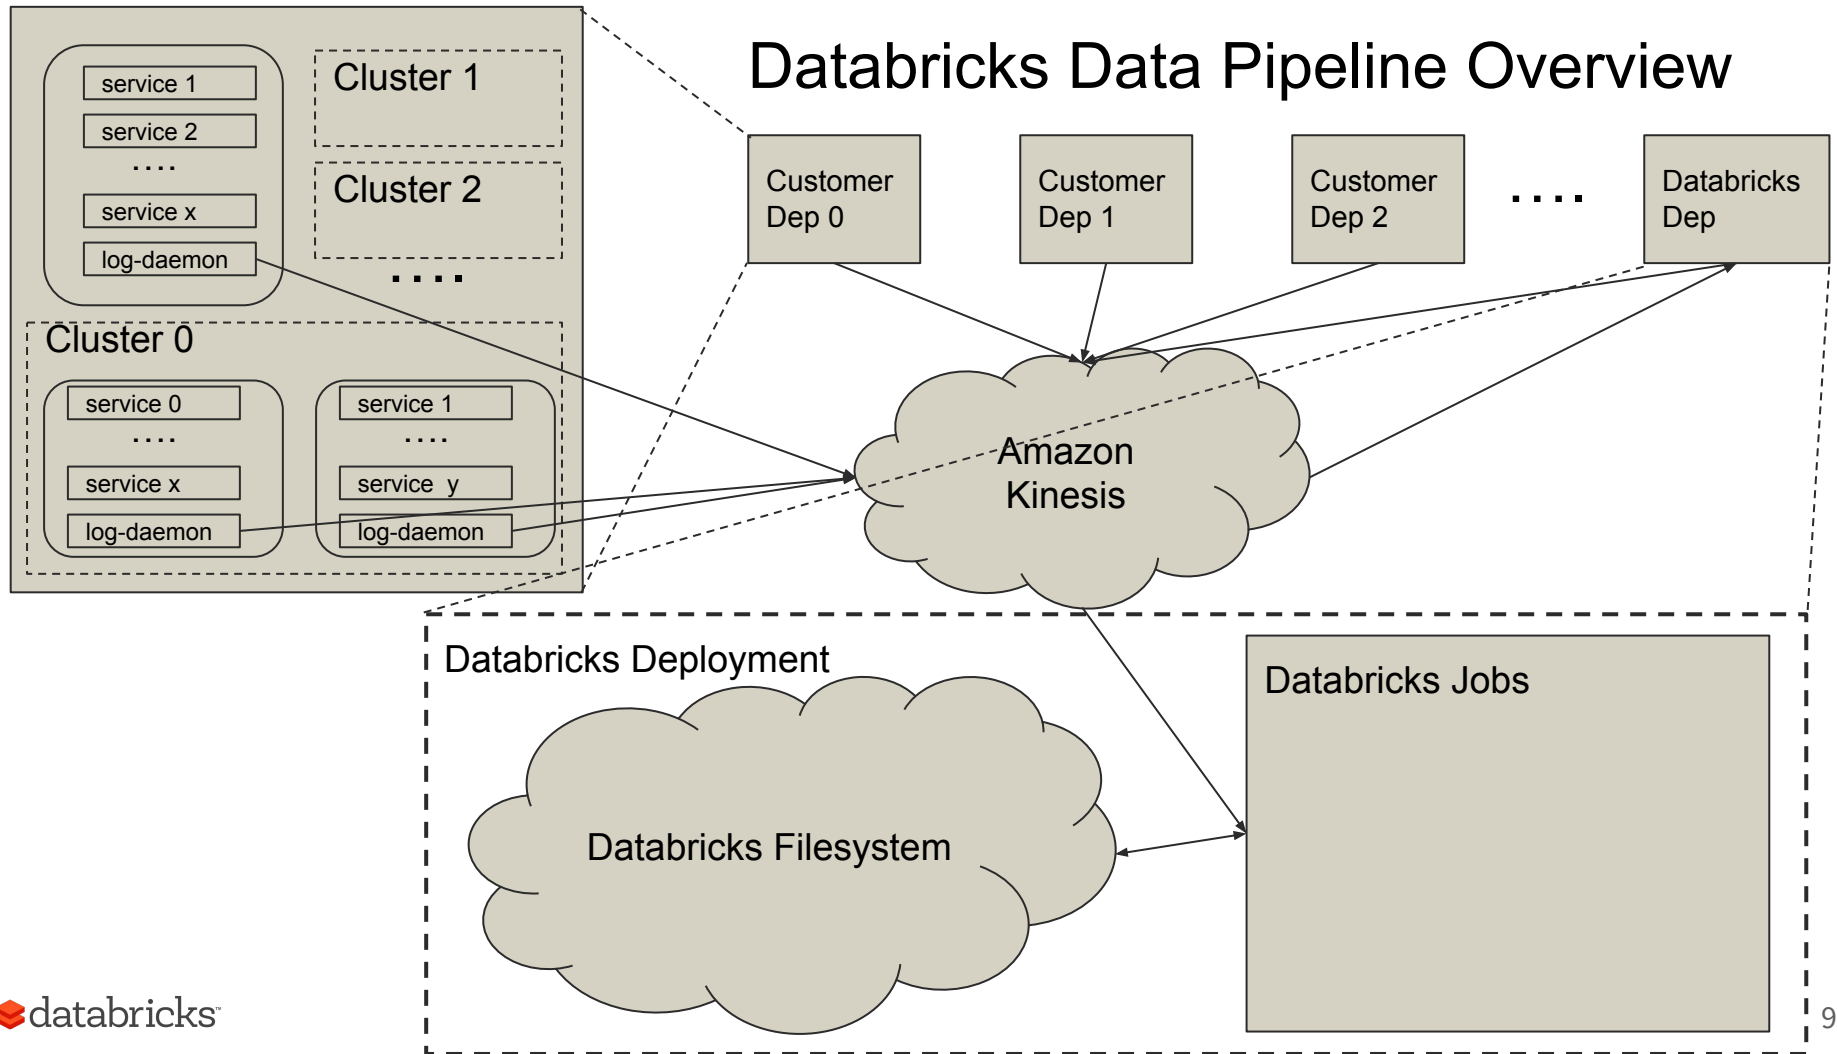 Databricks Data Pipeline Overview
service 1
service 2
....
service x
log-daemon
Cluster 1
Cluster 2
....
Cluster 0
service 0
....
service x
log-daemon
service 1
....
service y
log-daemon
Customer
Dep 0
Customer
Dep 1
Customer
Dep 2
....
Databricks
Dep
Amazon
Kinesis
Databricks Deployment
Databricks Filesystem
Databricks Jobs
databricks™
9